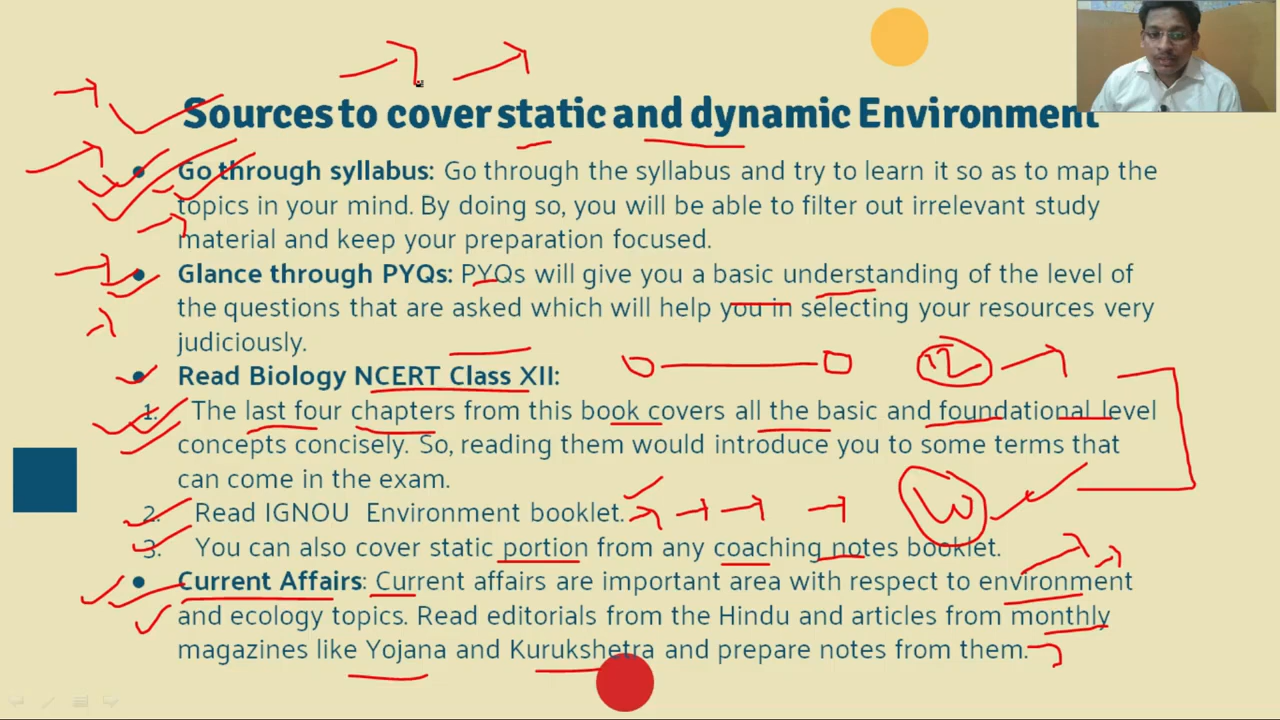 Sources to cover static and dynamic Environment
• Go through syllabus: Go through the syllabus and try to learn it so as to map the
topics in your mind. By doing so, you will be able to filter out irrelevant study
material and keep your preparation focused.
• Glance through PYQs: PYQs will give you a basic understanding of the level of
the questions that are asked which will help you in selecting your resources very
judiciously.
• Read Biology NCERT Class XII:
12
1. The last four chapters from this book covers all the basic and foundational level
concepts concisely. So, reading them would introduce you to some terms that
can come in the exam.
2. Read IGNOU Environment booklet.
3. You can also cover static portion from any coaching notes booklet.
• Current Affairs: Current affairs are important area with respect to environment
and ecology topics. Read editorials from the Hindu and articles from monthly
magazines like Yojana and Kurukshetra and prepare notes from them.